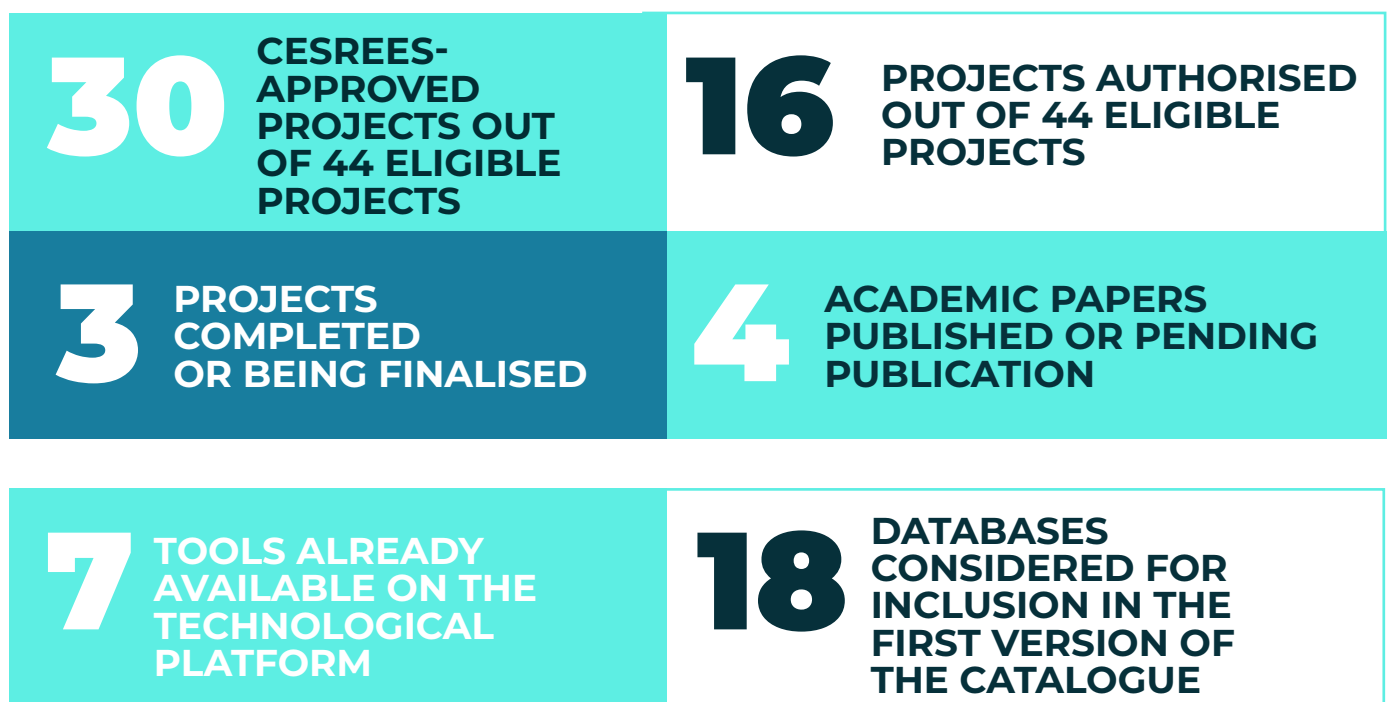 30
CESREES-
APPROVED
PROJECTS OUT
OF 44 ELIGIBLE
PROJECTS
16
PROJECTS AUTHORISED
OUT OF 44 ELIGIBLE
PROJECTS
3
PROJECTS
COMPLETED
OR BEING FINALISED
4
ACADEMIC PAPERS
PUBLISHED OR PENDING
PUBLICATION
7
TOOLS ALREADY
AVAILABLE ON THE
TECHNOLOGICAL
PLATFORM
18
DATABASES
CONSIDERED FOR
INCLUSION IN THE
FIRST VERSION OF
THE CATALOGUE